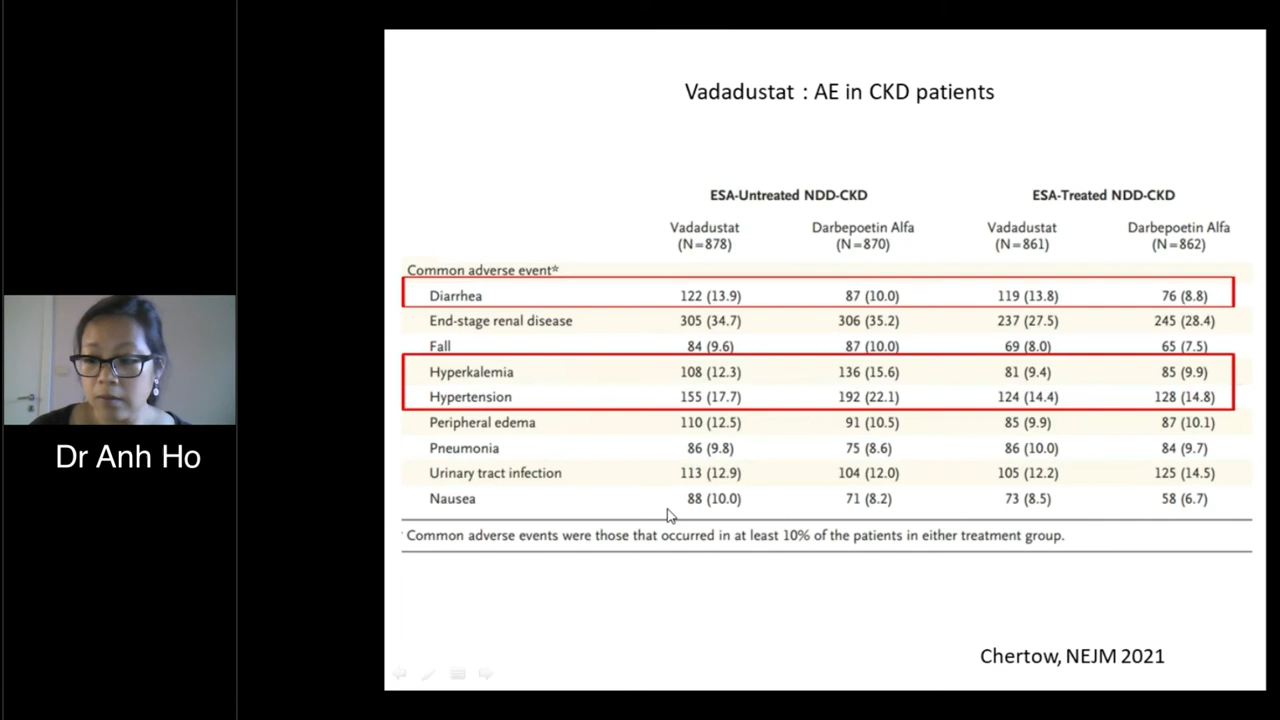 Dr Anh Ho
Vadadustat : AE in CKD patients
ESA-Untreated NDD-CKD ESA-Treated NDD-CKD
Vadadustat Darbepoetin Alfa Vadadustat Darbepoetin Alfa
(N=878) (N=870) (N=861) (N=862)
Common adverse event*
Diarrhea 122 (13.9) 87 (10.0) 119 (13.8) 76 (8.8)
End-stage renal disease 305 (34.7) 306 (35.2) 237 (27.5) 245 (28.4)
Fall 84 (9.6) 87 (10.0) 69 (8.0) 65 (7.5)
Hyperkalemia 108 (12.3) 136 (15.6) 81 (9.4) 85 (9.9)
Hypertension 155 (17.7) 192 (22.1) 124 (14.4) 128 (14.8)
Peripheral edema 110 (12.5) 91 (10.5) 85 (9.9) 87 (10.1)
Pneumonia 86 (9.8) 75 (8.6) 86 (10.0) 84 (9.7)
Urinary tract infection 113 (12.9) 104 (12.0) 105 (12.2) 125 (14.5)
Nausea 88 (10.0) 71 (8.2) 73 (8.5) 58 (6.7)
* Common adverse events were those that occurred in at least 10% of the patients in either treatment group.
Chertow, NEJM 2021